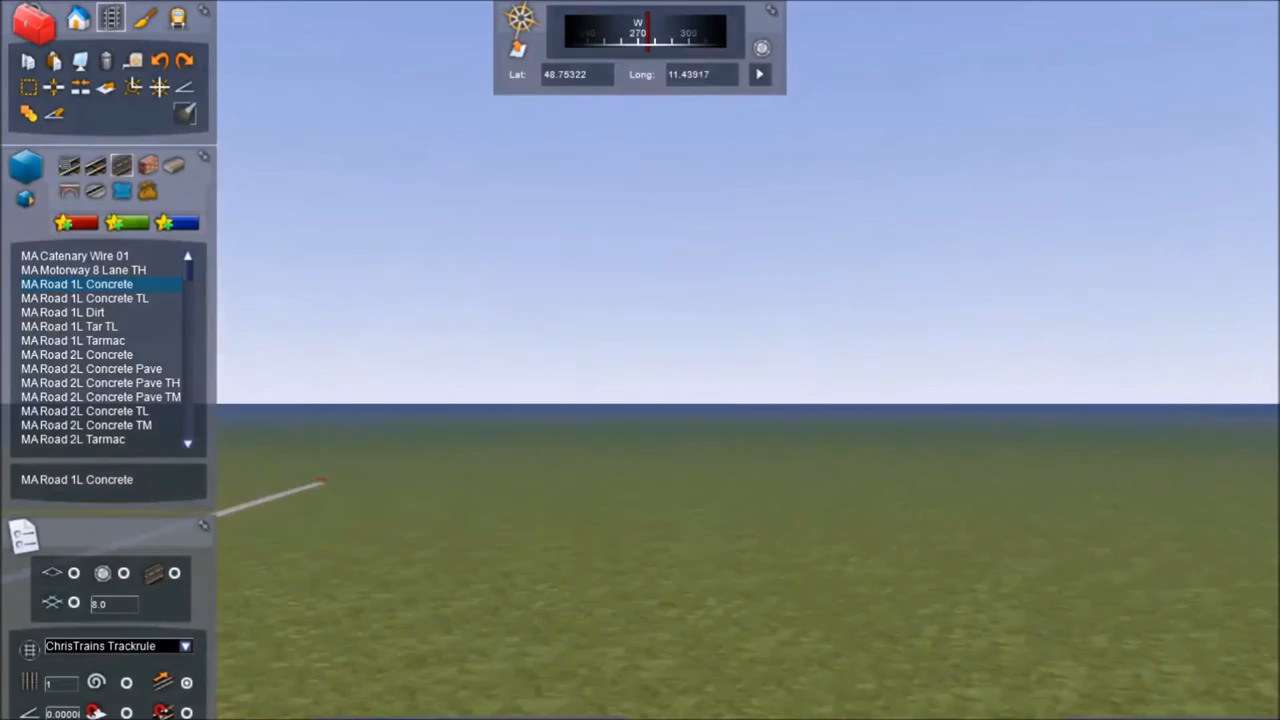 W
270
300
Lat:
48.75322
Long:
11.43917
MA Catenary Wire 01
MA Motorway 8 Lane TH
MA Road 1L Concrete
MA Road 1L Concrete TL
MA Road 1L Dirt
MA Road 1L Tar TL
MA Road 1L Tarmac
MA Road 2L Concrete
MA Road 2L Concrete Pave
MA Road 2L Concrete Pave TH
MA Road 2L Concrete Pave TM
MA Road 2L Concrete TL
MA Road 2L Concrete TM
MA Road 2L Tarmac
MA Road 1L Concrete
8.0
ChrisTrains Trackrule
1